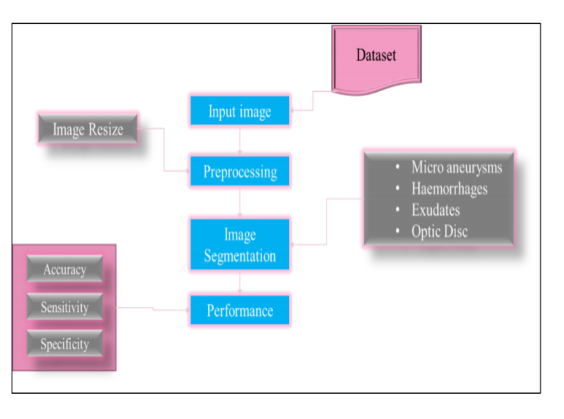 Dataset
Input image
Image Resize
Preprocessing
• Micro aneurysms
• Haemorrhages
• Exudates
• Optic Disc
Image
Segmentation
Accuracy
Sensitivity
Specificity
Performance